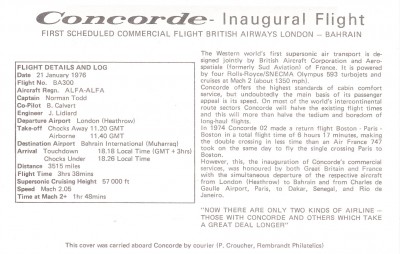 Concorde - Inaugural Flight
FIRST SCHEDULED COMMERCIAL FLIGHT BRITISH AIRWAYS LONDON – BAHRAIN
FLIGHT DETAILS AND LOG
Date 21 January 1976
Flight No. BA300
Aircraft Regn. ALFA-ALFA
Captain Norman Todd
Co-Pilot B. Calvert
Engineer J. Lidiard
Departure Airport London (Heathrow)
Take-off Chocks Away 11.20 GMT
Airborne 11.40 GMT
Destination Airport Bahrain International (Muharraq)
Arrival Touchdown 18.18 Local Time (GMT + 3hrs)
Chocks Under 18.26 Local Time
Distance 3515 miles
Flight Time 3hrs 38mins
Supersonic Cruising Height 57 000 ft
Speed Mach 2.05
Time at Mach 2+ 1hr 48mins
The Western world's first supersonic air transport is de-
signed jointly by British Aircraft Corporation and Aero-
spatiale (formerly Sud Aviation) of France. It is powered
by four Rolls-Royce/SNECMA Olympus 593 turbojets and
cruises at Mach 2 (about 1350 mph).
Concorde offers the highest standards of cabin comfort
service, but undoubtedly the main basis of its passenger
appeal is its speed. On most of the world's intercontinental
route sectors Concorde will halve the existing flight times
and this will more than halve the tedium and boredom of
long-haul flights.
In 1974 Concorde 02 made a return flight Boston - Paris -
Boston in a total flight time of 6 hours 17 minutes, making
the double crossing in less time than an Air France 747
took on the same day to fly the single crossing Paris to
Boston.
However, this, the inauguration of Concorde's commercial
services, was honoured by both Great Britain and France
with the simultaneous departure of the respective aircraft
from London (Heathrow) to Bahrain and from Charles de
Gaulle Airport, Paris, to Dakar, Senegal, and Rio de
Janeiro.
"NOW THERE ARE ONLY TWO KINDS OF AIRLINE -
THOSE WITH CONCORDE AND OTHERS WHICH TAKE
A GREAT DEAL LONGER"
This cover was carried aboard Concorde by courier (P. Croucher, Rembrandt Philatelics)